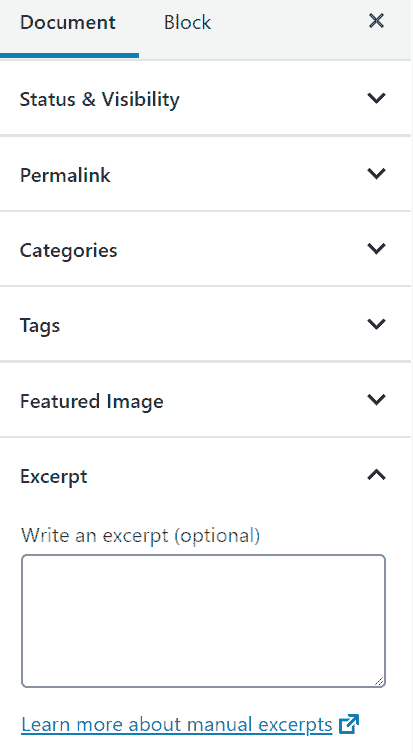 Document Block
Status & Visibility
Permalink
Categories
Tags
Featured Image
Excerpt
Write an excerpt (optional)
Learn more about manual excerpts